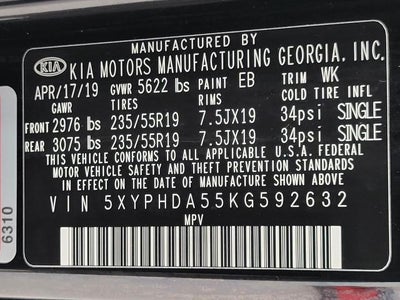 MANUFACTURED BY
KIA KIA MOTORS MANUFACTURING GEORGIA, INC.
APR/17/19 GVWR 5622 lbs PAINT EB TRIM WK
GAWR TIRES RIMS COLD TIRE INFL
FRONT 2976 lbs 235/55R19 7.5JX19 34psi SINGLE
REAR 3075 lbs 235/55R19 7.5JX19 34psi SINGLE
THIS VEHICLE CONFORMS TO ALL APPLICABLE U.S.A. FEDERAL
MOTOR VEHICLE SAFETY AND THEFT PREVENTION STANDARDS
IN EFFECT ON THE DATE OF MANUFACTURE SHOWN ABOVE.
VIN 5XYPHDA55KG592632
MPV
6310